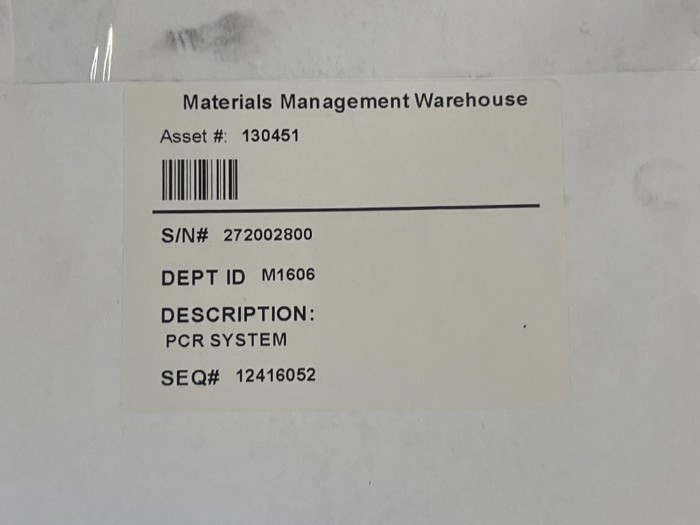 Materials Management Warehouse
Asset #: 130451
S/N# 272002800
DEPT ID M1606
DESCRIPTION:
PCR SYSTEM
SEQ# 12416052